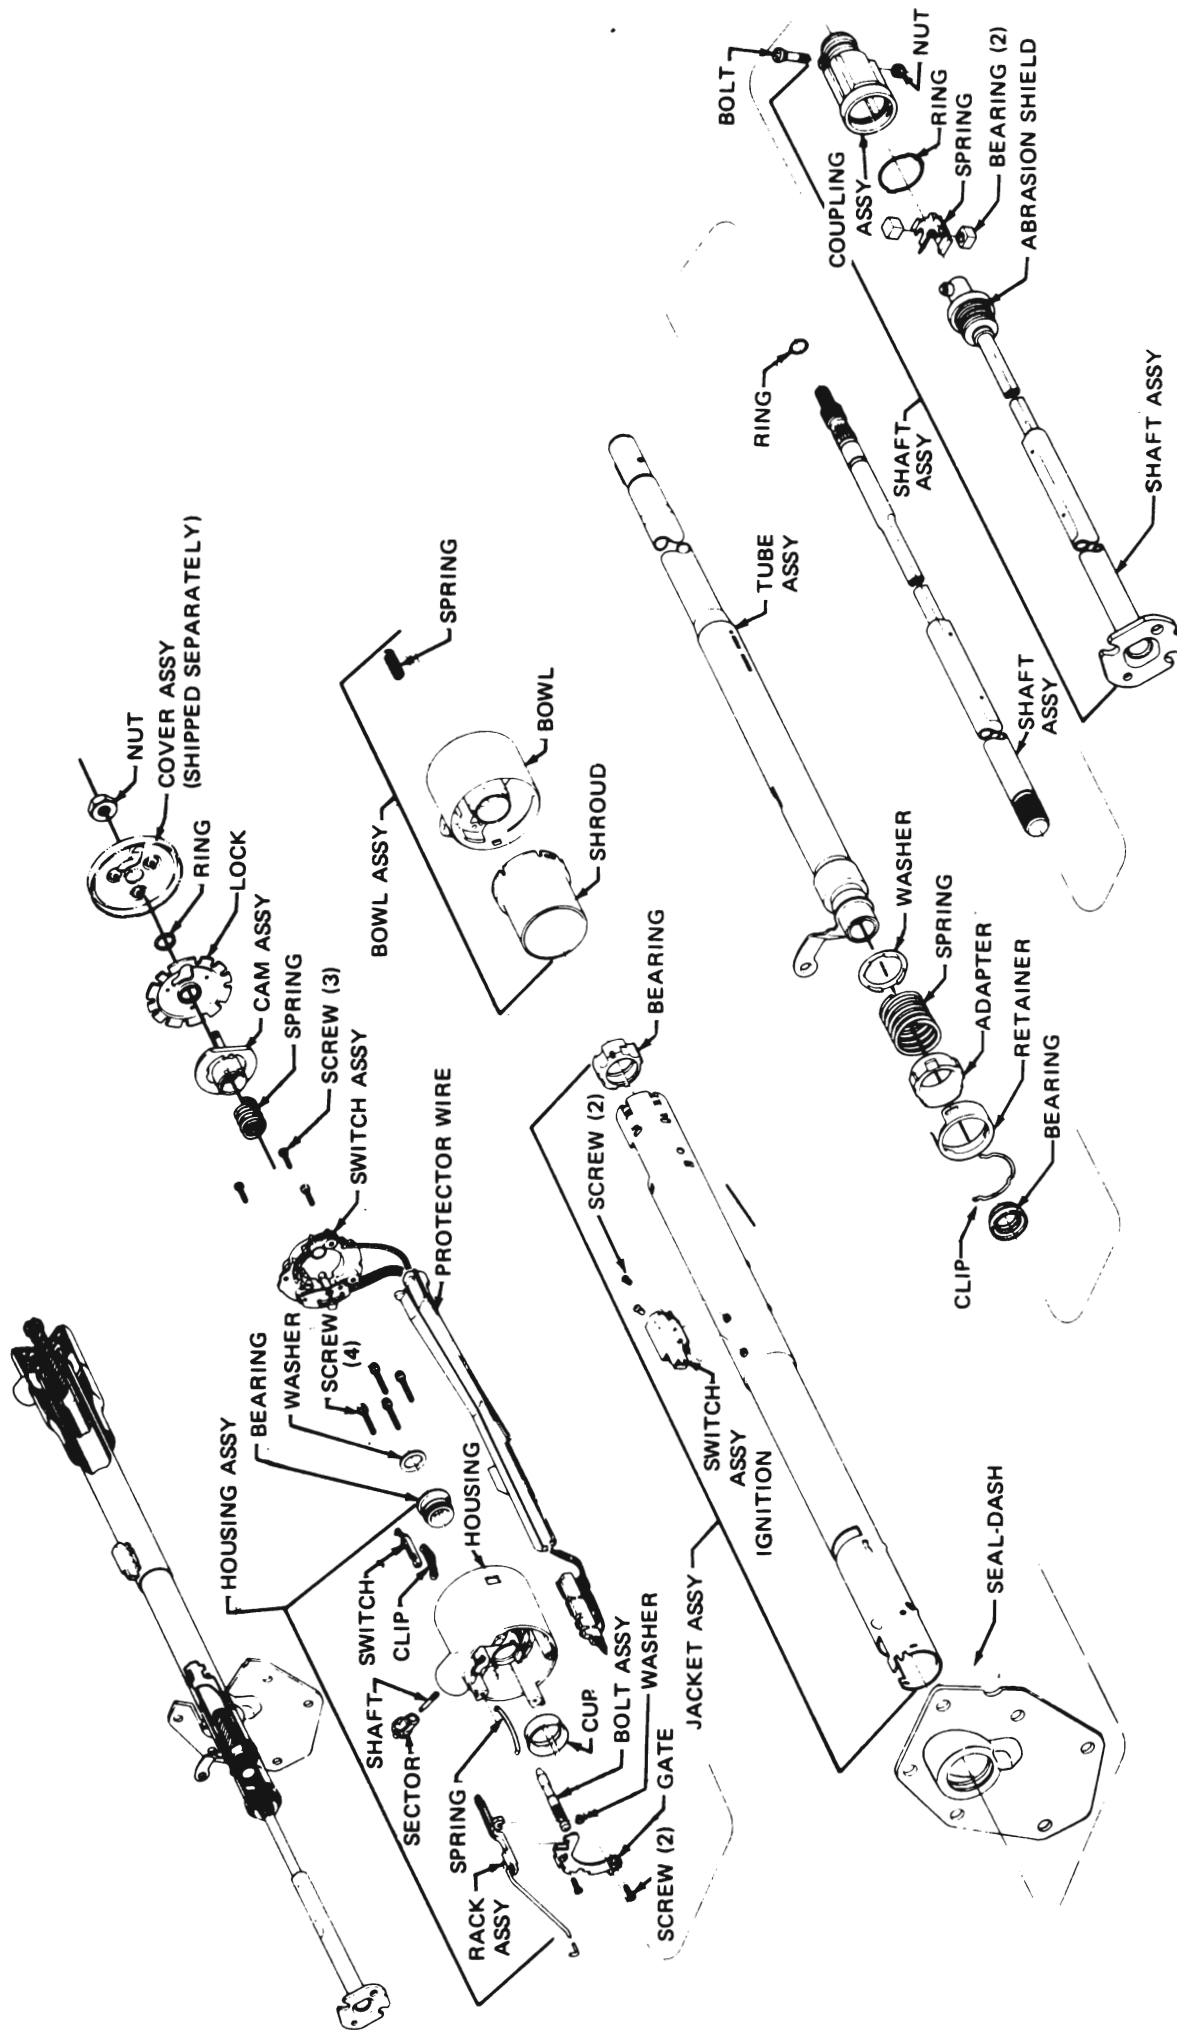 NUT
COVER ASSY
(SHIPPED SEPARATELY)
RING
LOCK
CAM ASSY
SPRING
SCREW (3)
SWITCH ASSY
PROTECTOR WIRE
HOUSING ASSY
BEARING
WASHER
SCREW
(4)
SWITCH
CLIP
HOUSING
SHAFT
SECTOR
SPRING
RACK
ASSY
CUP
BOLT ASSY
WASHER
GATE
SCREW (2)
SPRING
BOWL ASSY
BOWL
SHROUD
BEARING
SCREW (2)
SWITCH
ASSY
IGNITION
JACKET ASSY
SEAL-DASH
TUBE
ASSY
WASHER
SPRING
ADAPTER
RETAINER
BEARING
CLIP
RING
SHAFT
ASSY
SHAFT
ASSY
BOLT
NUT
RING
SPRING
BEARING (2)
ABRASION SHIELD
COUPLING
ASSY
SHAFT ASSY